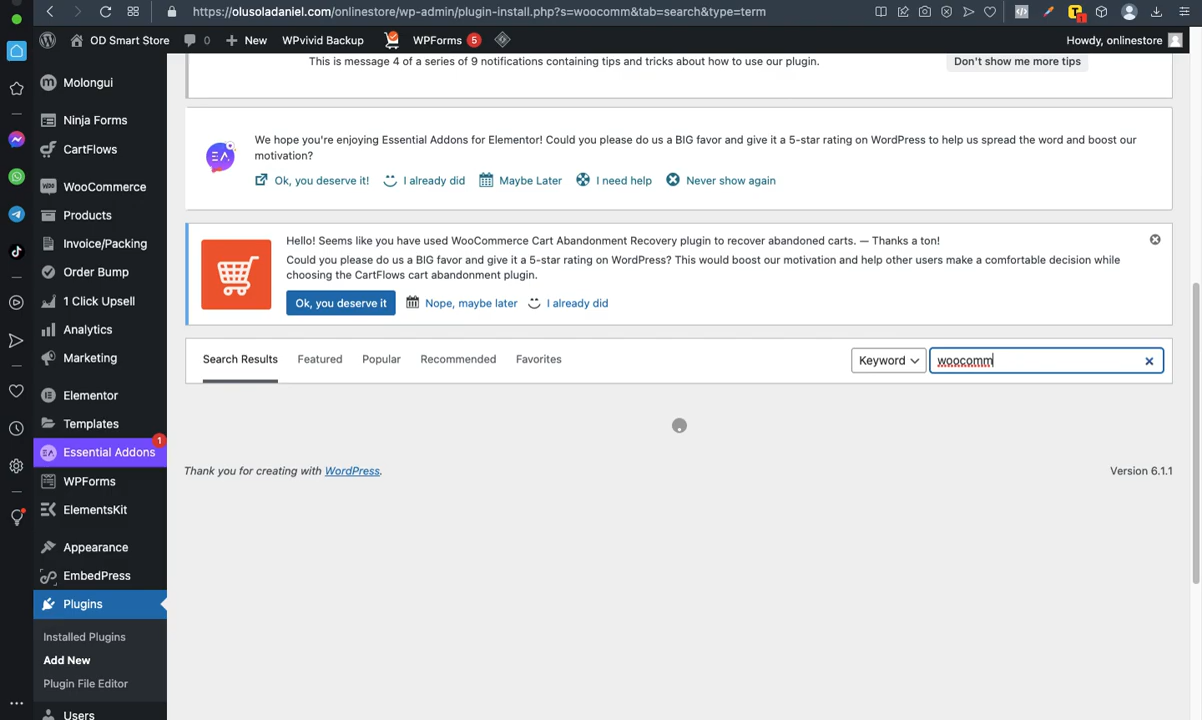 https://olusoladaniel.com/onlinestore/wp-admin/plugin-install.php?s=woocomm&tab=search&type=term
OD Smart Store
0
New
WPvivid Backup
WPForms 5
Howdy, onlinestore
This is message 4 of a series of 9 notifications containing tips and tricks about how to use our plugin.
Don't show me more tips
Molongui
Ninja Forms
CartFlows
WooCommerce
Products
Invoice/Packing
Order Bump
1 Click Upsell
Analytics
Marketing
Elementor
Templates
Essential Addons 1
WPForms
ElementsKit
Appearance
EmbedPress
Plugins
Installed Plugins
Add New
Plugin File Editor
Users
We hope you're enjoying Essential Addons for Elementor! Could you please do us a BIG favor and give it a 5-star rating on WordPress to help us spread the word and boost our
motivation?
Ok, you deserve it! I already did Maybe Later I need help Never show again
Hello! Seems like you have used WooCommerce Cart Abandonment Recovery plugin to recover abandoned carts. — Thanks a ton!
Could you please do us a BIG favor and give it a 5-star rating on WordPress? This would boost our motivation and help other users make a comfortable decision while
choosing the CartFlows cart abandonment plugin.
Ok, you deserve it Nope, maybe later I already did
Search Results Featured Popular Recommended Favorites Keyword woocomm
Thank you for creating with WordPress. Version 6.1.1